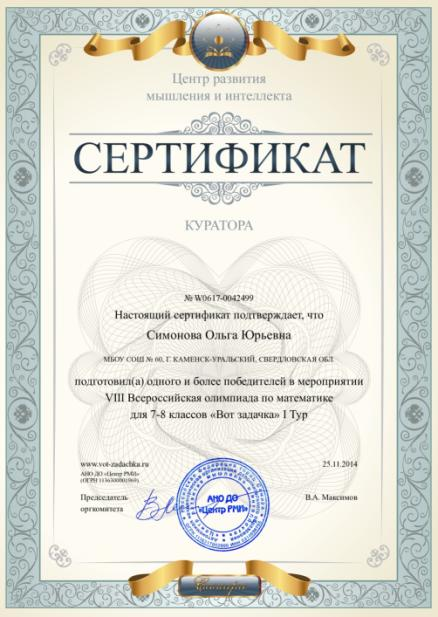 Центр развития
мышления и интеллекта
СЕРТИФИКАТ
КУРАТОРА
№ W0617-0042499
Настоящий сертификат подтверждает, что
Симонова Ольга Юрьевна
МБОУ СОШ № 60, Г. КАМЕНСК-УРАЛЬСКИЙ, СВЕРДЛОВСКАЯ ОБЛ.
подготовил(а) одного и более победителей в мероприятии
VIII Всероссийская олимпиада по математике
для 7-8 классов «Вот задачка» I Тур
www.vot-zadachka.ru
25.11.2014
АНО ДО «Центр РМИ»
(ОГРН 1136300001969)
Председатель
оргкомитета
В.А. Максимов
АНО ДО
«Центр РМИ»